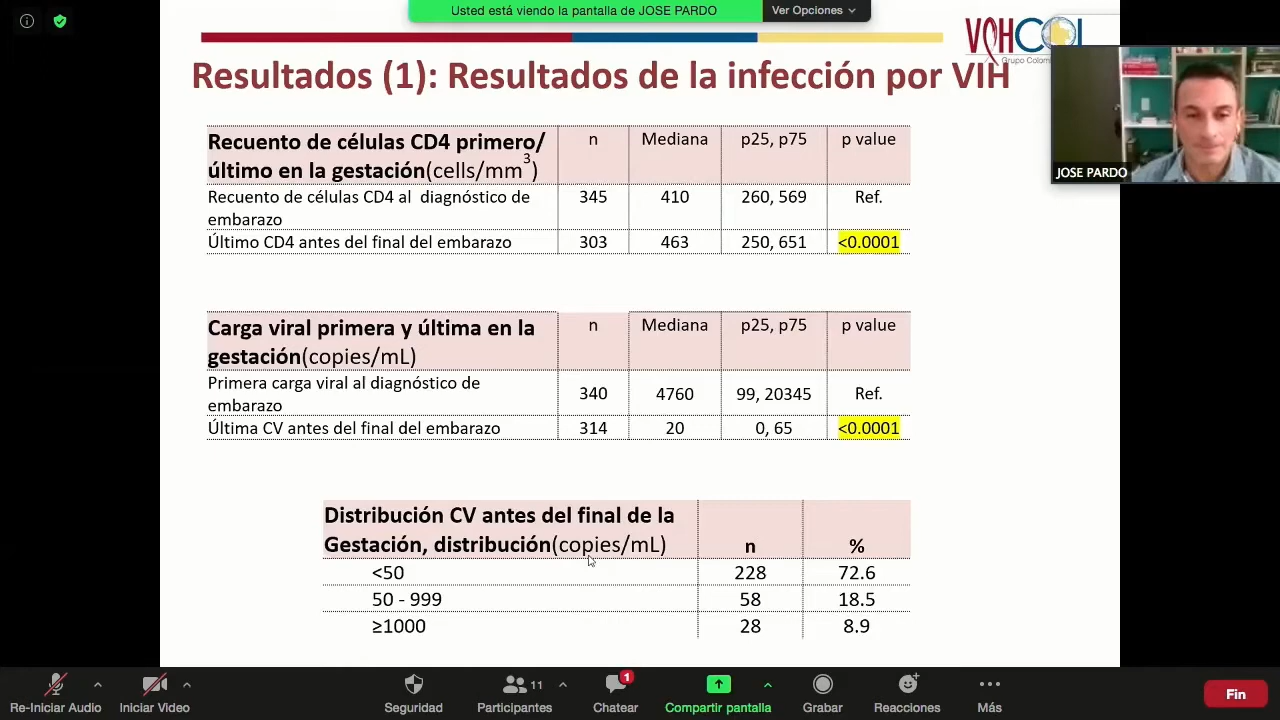 Usted está viendo la pantalla de JOSE PARDO
Ver Opciones
VIHCOL
Grupo Colom
Resultados (1): Resultados de la infección por VIH
JOSE PARDO
Recuento de células CD4 primero/ último en la gestación(cells/mm3) n Mediana p25, p75 p value
Recuento de células CD4 al diagnóstico de embarazo 345 410 260, 569 Ref.
Último CD4 antes del final del embarazo 303 463 250, 651 <0.0001
Carga viral primera y última en la gestación(copies/mL) n Mediana p25, p75 p value
Primera carga viral al diagnóstico de embarazo 340 4760 99, 20345 Ref.
Última CV antes del final del embarazo 314 20 0, 65 <0.0001
Distribución CV antes del final de la Gestación, distribución(copies/mL) n %
<50 228 72.6
50 - 999 58 18.5
≥1000 28 8.9
Re-Iniciar Audio
Iniciar Video
Seguridad
11
Participantes
1
Chatear
Compartir pantalla
Grabar
Reacciones
Más
Fin